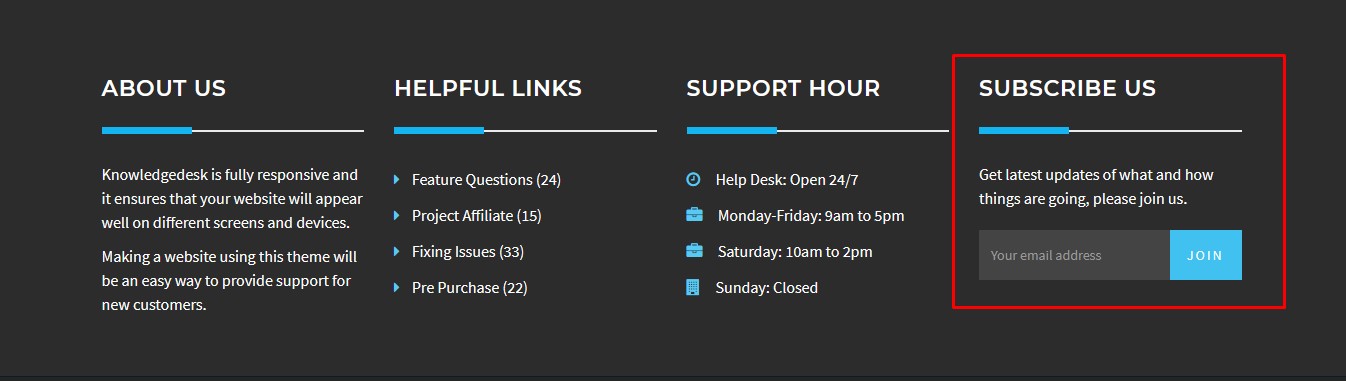 ABOUT US
Knowledgedesk is fully responsive and
it ensures that your website will appear
well on different screens and devices.
Making a website using this theme will
be an easy way to provide support for
new customers.
HELPFUL LINKS
Feature Questions (24)
Project Affiliate (15)
Fixing Issues (33)
Pre Purchase (22)
SUPPORT HOUR
Help Desk: Open 24/7
Monday-Friday: 9am to 5pm
Saturday: 10am to 2pm
Sunday: Closed
SUBSCRIBE US
Get latest updates of what and how
things are going, please join us.
Your email address
JOIN